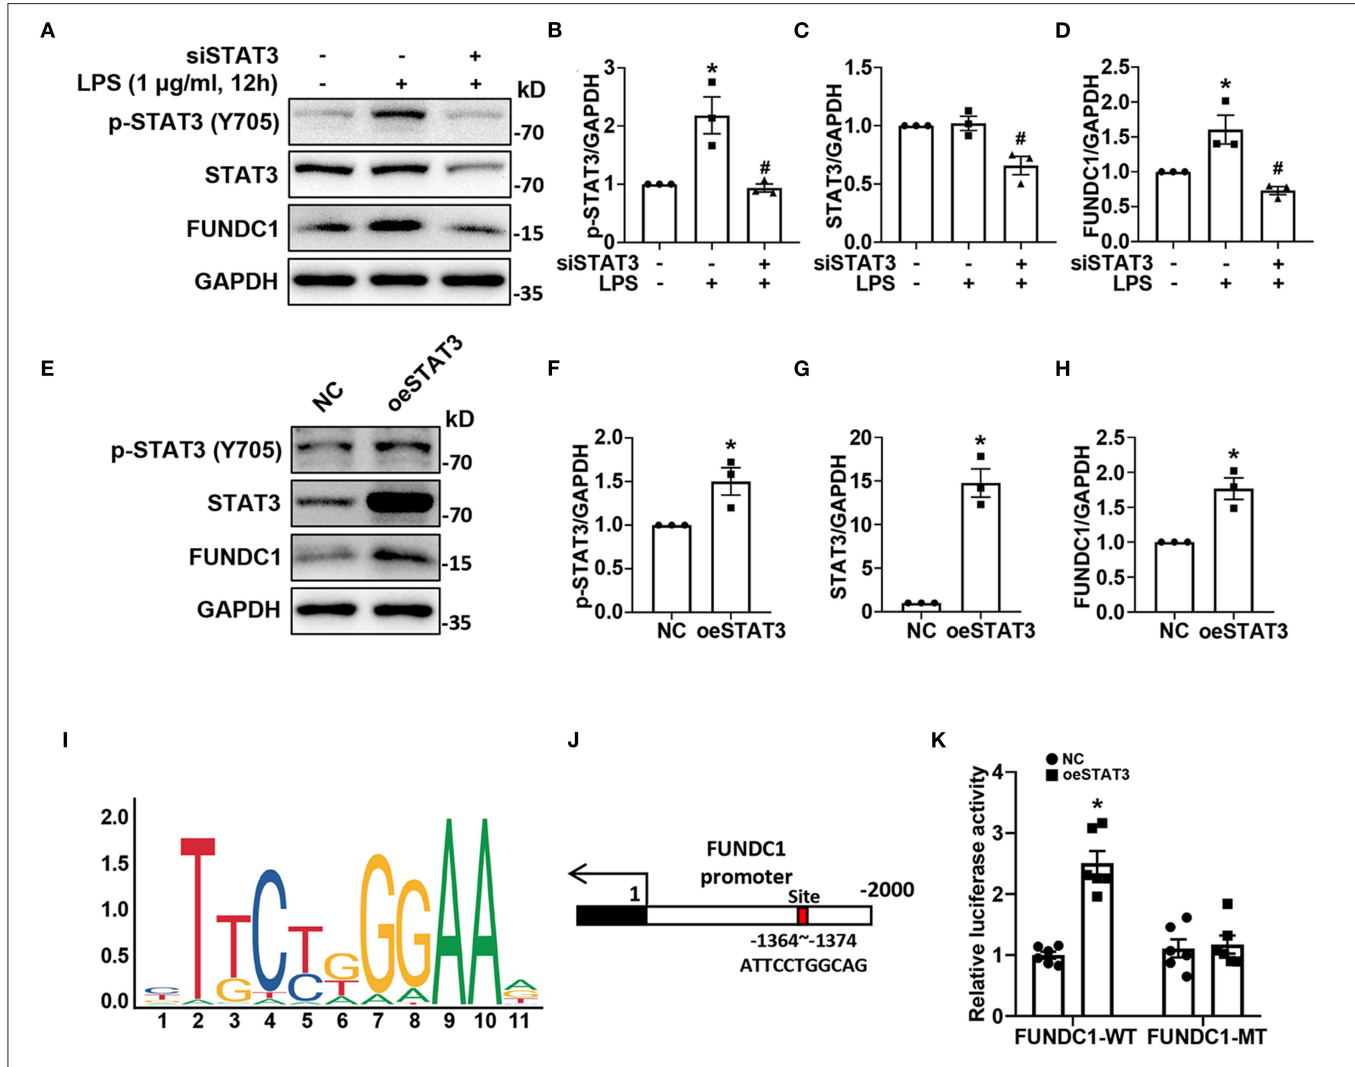 A
siSTAT3 - - +
LPS (1 µg/ml, 12h) - + +
kD
p-STAT3 (Y705)
-70
STAT3
-70
FUNDC1
-15
GAPDH
-35
B
p-STAT3/GAPDH
3
2
1
0
*
#
siSTAT3 - - +
LPS - + +
C
STAT3/GAPDH
1.5
1.0
0.5
0.0
#
siSTAT3 - - +
LPS - + +
D
FUNDC1/GAPDH
2.5
2.0
1.5
1.0
0.5
0.0
*
#
siSTAT3 - - +
LPS - + +
E
NC oeSTAT3
kD
p-STAT3 (Y705)
-70
STAT3
-70
FUNDC1
-15
GAPDH
-35
F
p-STAT3/GAPDH
2.0
1.5
1.0
0.5
0.0
*
NC oeSTAT3
G
STAT3/GAPDH
20
15
10
5
0
*
NC oeSTAT3
H
FUNDC1/GAPDH
2.5
2.0
1.5
1.0
0.5
0.0
*
NC oeSTAT3
I
2.0
1.5
1.0
0.5
0.0
1 2 3 4 5 6 7 8 9 10 11
J
FUNDC1
promoter
1
Site
-2000
-1364~-1374
ATTCCTGGCAG
K
NC
oeSTAT3
Relative luciferase activity
4
3
2
1
0
*
FUNDC1-WT FUNDC1-MT